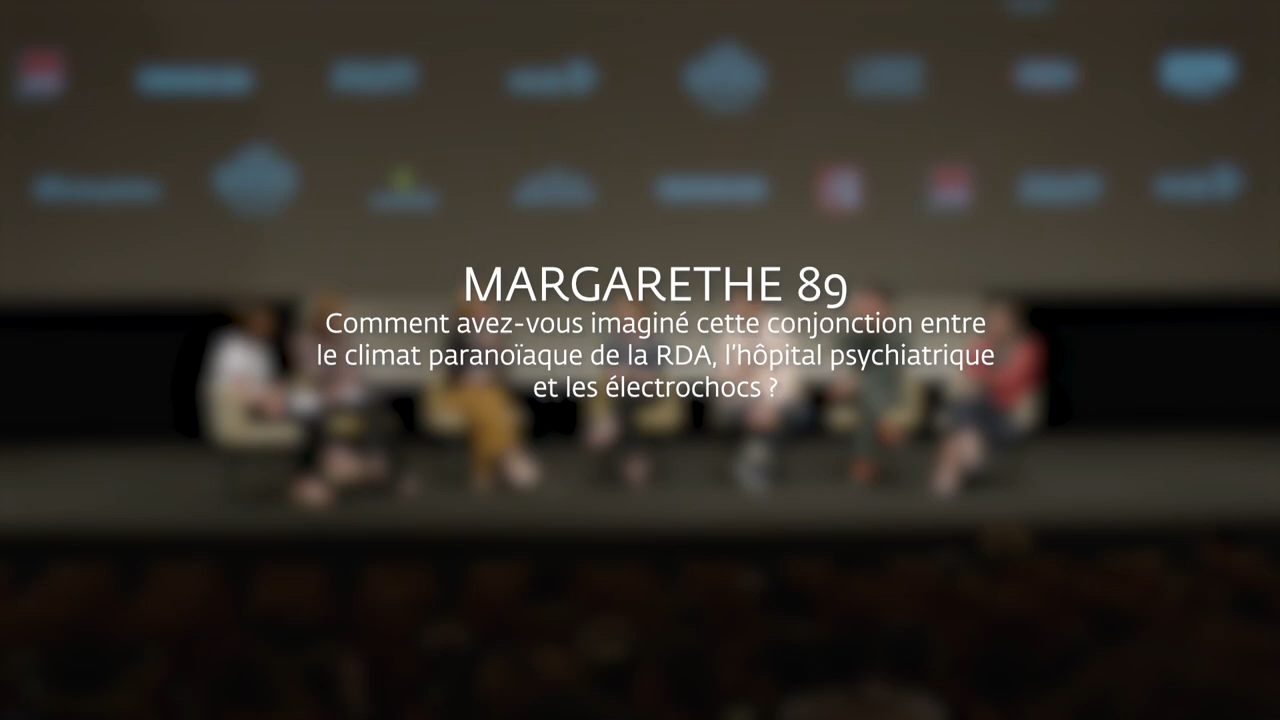 MARGARETHE 89
Comment avez-vous imaginé cette conjonction entre
le climat paranoïaque de la RDA, l'hôpital psychiatrique
et les électrochocs ?